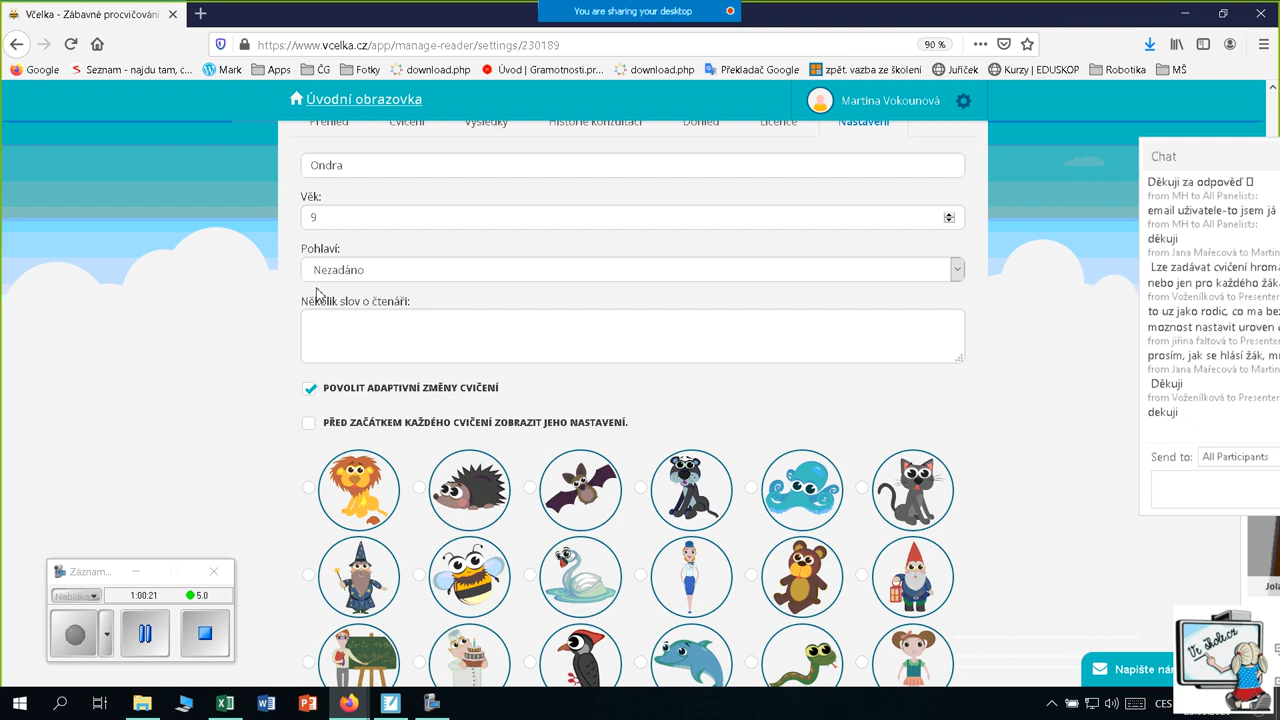 Včelka - Zábavné procvičování
You are sharing your desktop
https://www.vcelka.cz/app/manage-reader/settings/230189
90 %
Google
Seznam - najdu tam, c...
Mark
Apps
ČG
Fotky
download.php
Úvod | Gramotnosti.pr...
download.php
Překladač Google
zpět. vazba ze školení
Juříček
Kurzy | EDUSKOP
Robotika
MŠ
Úvodní obrazovka
Martina Vokounová
Přehled
Cvičení
Výsledky
Historie konzultací
Dohled
Licence
Nastavení
Ondra
Věk:
9
Pohlaví:
Nezadáno
Několik slov o čtenáři:
POVOLIT ADAPTIVNÍ ZMĚNY CVIČENÍ
PŘED ZAČÁTKEM KAŽDÉHO CVIČENÍ ZOBRAZIT JEHO NASTAVENÍ.
Chat
Děkuji za odpověď
from MH to All Panelists:
email uživatele-to jsem já
from MH to All Panelists:
děkuji
from Jana Mařecová to Martin
Lze zadávat cvičení hroma
nebo jen pro každého žák
from Voženílková to Presenter
to uz jako rodic, co ma be
moznost nastavit uroven
from jiřina faltová to Presenter
prosím, jak se hlásí žák, m
from Jana Mařecová to Martin
Děkuji
from Voženílková to Presenter
dekuji
Send to:
All Participants
Záznam...
Nabídka
1:00:21
5.0
Jola
Napište nám
Ve škole.cz
CES